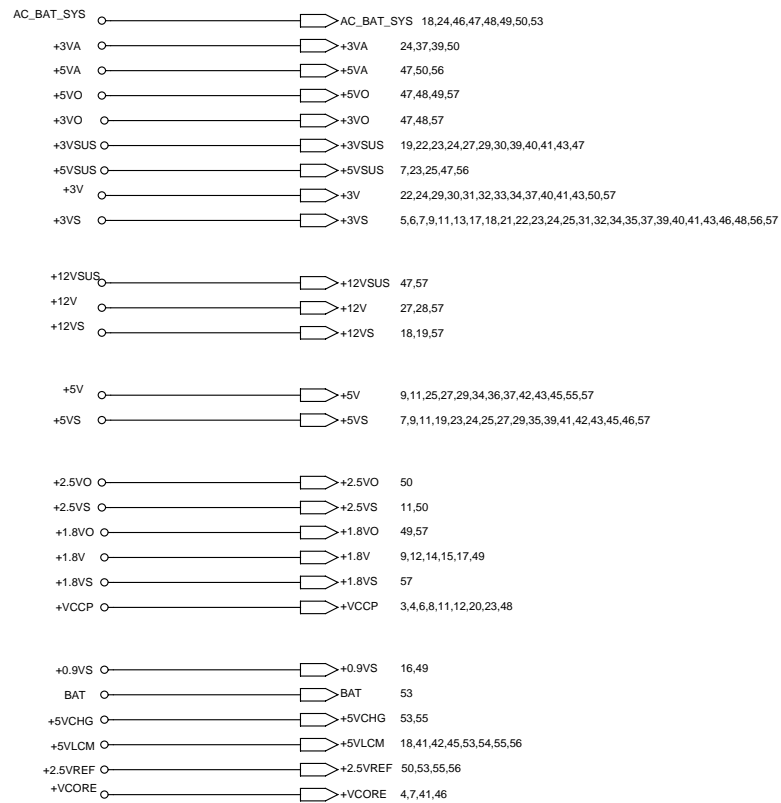 AC_BAT_SYS AC_BAT_SYS 18,24,46,47,48,49,50,53
+3VA +3VA 24,37,39,50
+5VA +5VA 47,50,56
+5VO +5VO 47,48,49,57
+3VO +3VO 47,48,57
+3VSUS +3VSUS 19,22,23,24,27,29,30,39,40,41,43,47
+5VSUS +5VSUS 7,23,25,47,56
+3V +3V 22,24,29,30,31,32,33,34,37,40,41,43,50,57
+3VS +3VS 5,6,7,9,11,13,17,18,21,22,23,24,25,31,32,34,35,37,39,40,41,43,46,48,56,57
+12VSUS +12VSUS 47,57
+12V +12V 27,28,57
+12VS +12VS 18,19,57
+5V +5V 9,11,25,27,29,34,36,37,42,43,45,55,57
+5VS +5VS 7,9,11,19,23,24,25,27,29,35,39,41,42,43,45,46,57
+2.5VO +2.5VO 50
+2.5VS +2.5VS 11,50
+1.8VO +1.8VO 49,57
+1.8V +1.8V 9,12,14,15,17,49
+1.8VS +1.8VS 57
+VCCP +VCCP 3,4,6,8,11,12,20,23,48
+0.9VS +0.9VS 16,49
BAT BAT 53
+5VCHG +5VCHG 53,55
+5VLCM +5VLCM 18,41,42,45,53,54,55,56
+2.5VREF +2.5VREF 50,53,55,56
+VCORE +VCORE 4,7,41,46